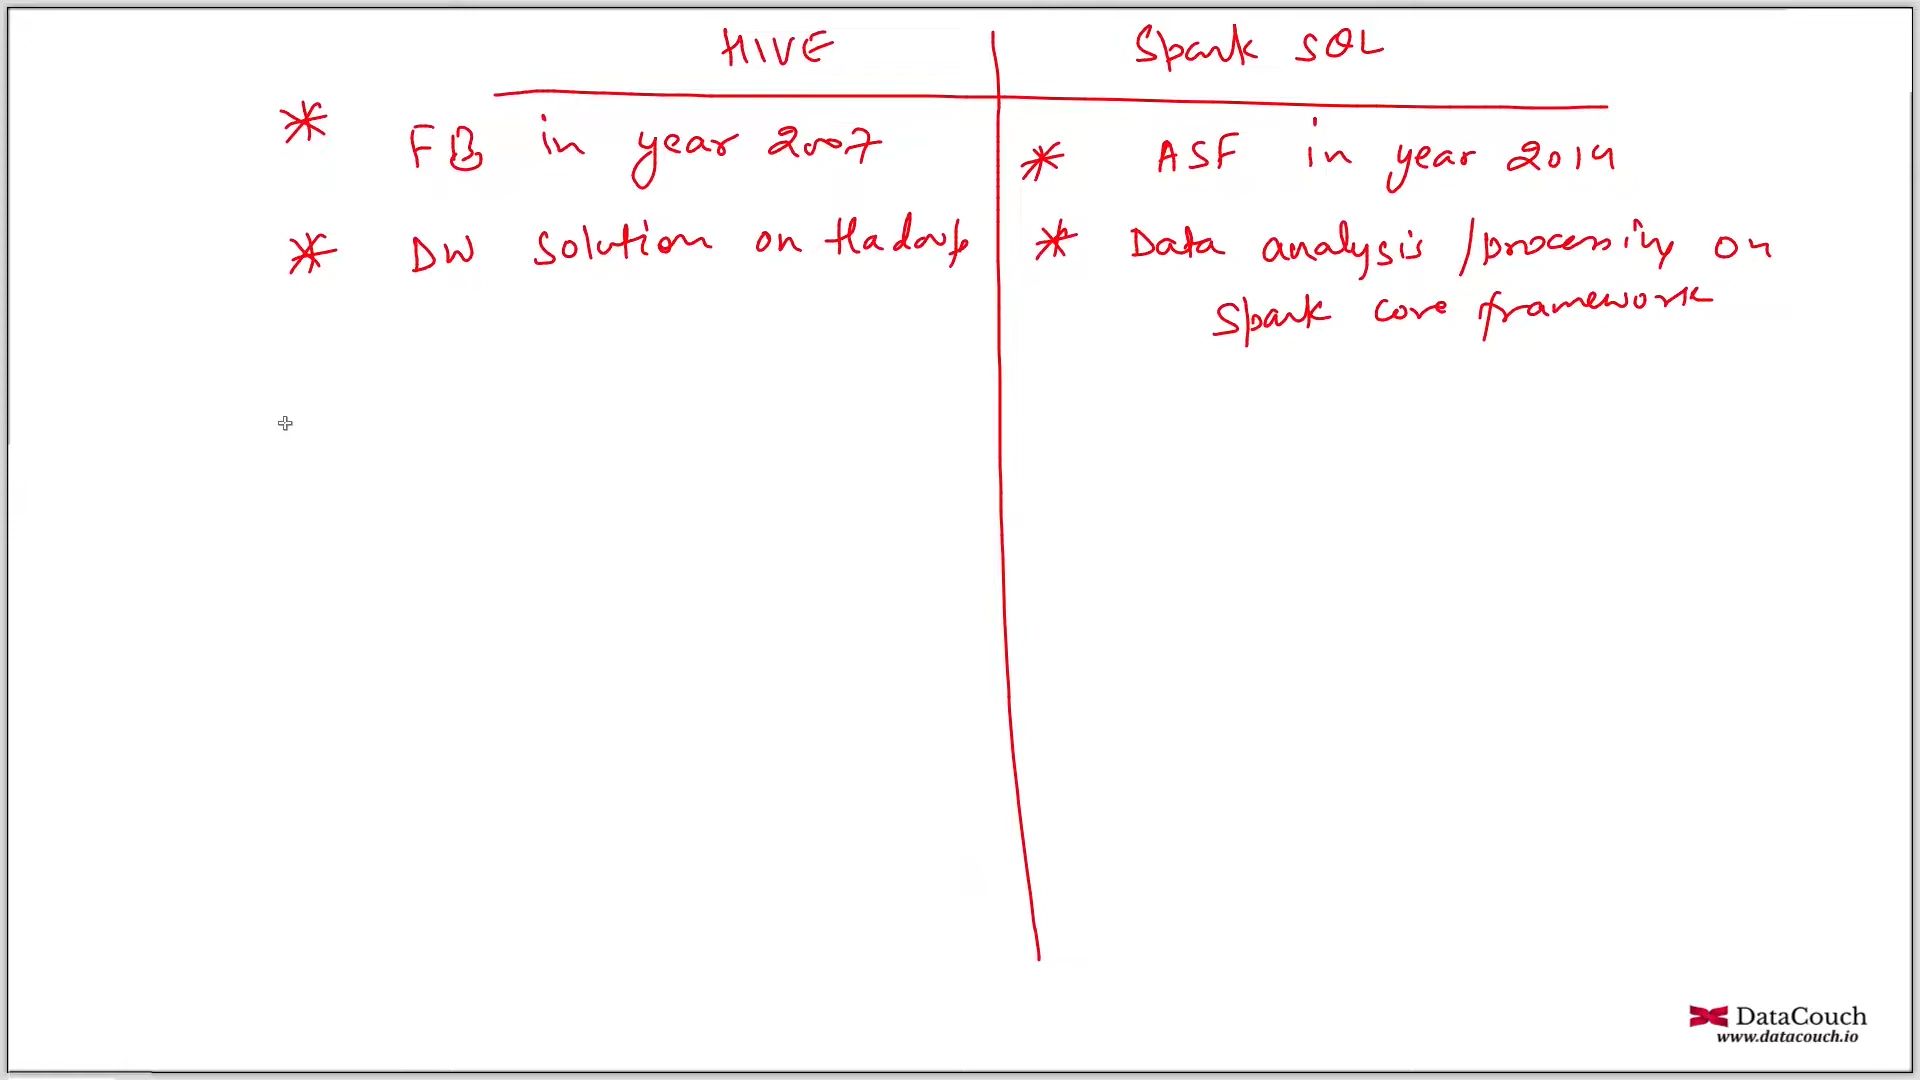 HIVE
Spark SQL
* FB in year 2007
* DW Solution on Hadoop
* ASF in year 2014
* Data analysis /processing on
Spark core framework
DataCouch
www.datacouch.io